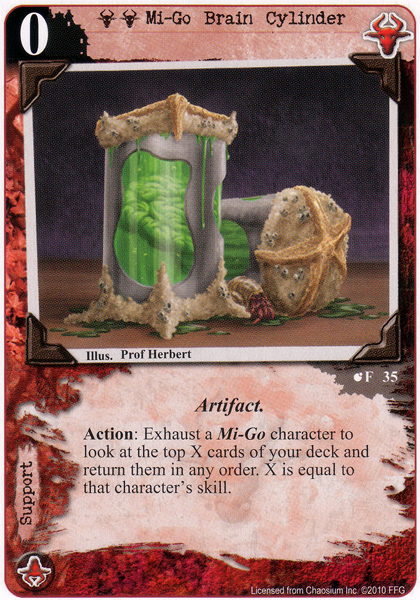 0
Mi-Go Brain Cylinder
Illus. Prof Herbert
F 35
Artifact.
Action: Exhaust a Mi-Go character to
look at the top X cards of your deck and
return them in any order. X is equal to
that character's skill.
Support
Licensed from Chaosium Inc. ©2010 FFG